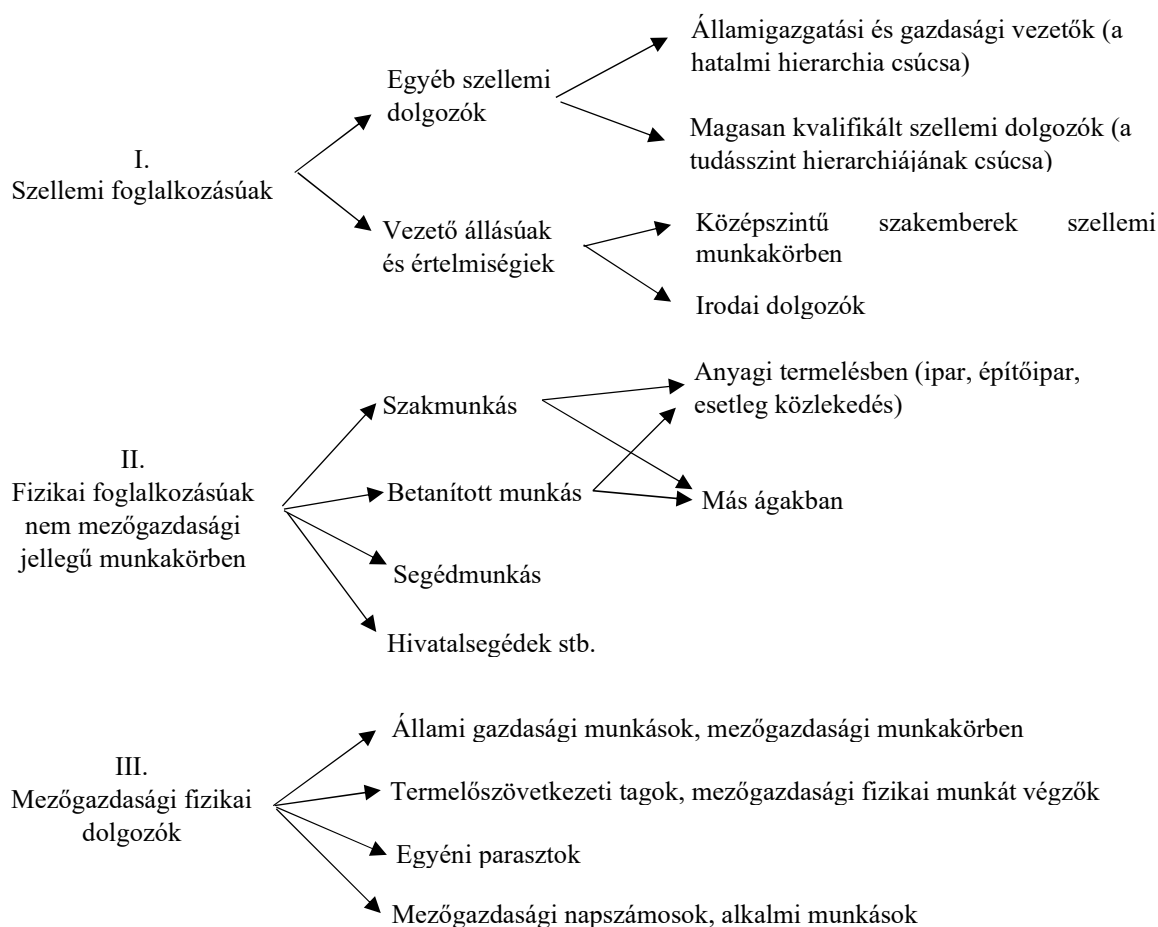 Államigazgatási és gazdasági vezetők (a
hatalmi hierarchia csúcsa)
Egyéb szellemi
dolgozók
Magasan kvalifikált szellemi dolgozók (a
tudásszint hierarchiájának csúcsa)
I.
Szellemi foglalkozásúak
Vezető állásúak
és értelmiségiek
Középszintű szakemberek szellemi
munkakörben
Irodai dolgozók
Anyagi termelésben (ipar, építőipar,
esetleg közlekedés)
Szakmunkás
II.
Fizikai foglalkozásúak
nem mezőgazdasági
jellegű munkakörben
Betanított munkás
Más ágakban
Segédmunkás
Hivatalsegédek stb.
Állami gazdasági munkások, mezőgazdasági munkakörben
III.
Mezőgazdasági fizikai
dolgozók
Termelőszövetkezeti tagok, mezőgazdasági fizikai munkát végzők
Egyéni parasztok
Mezőgazdasági napszámosok, alkalmi munkások